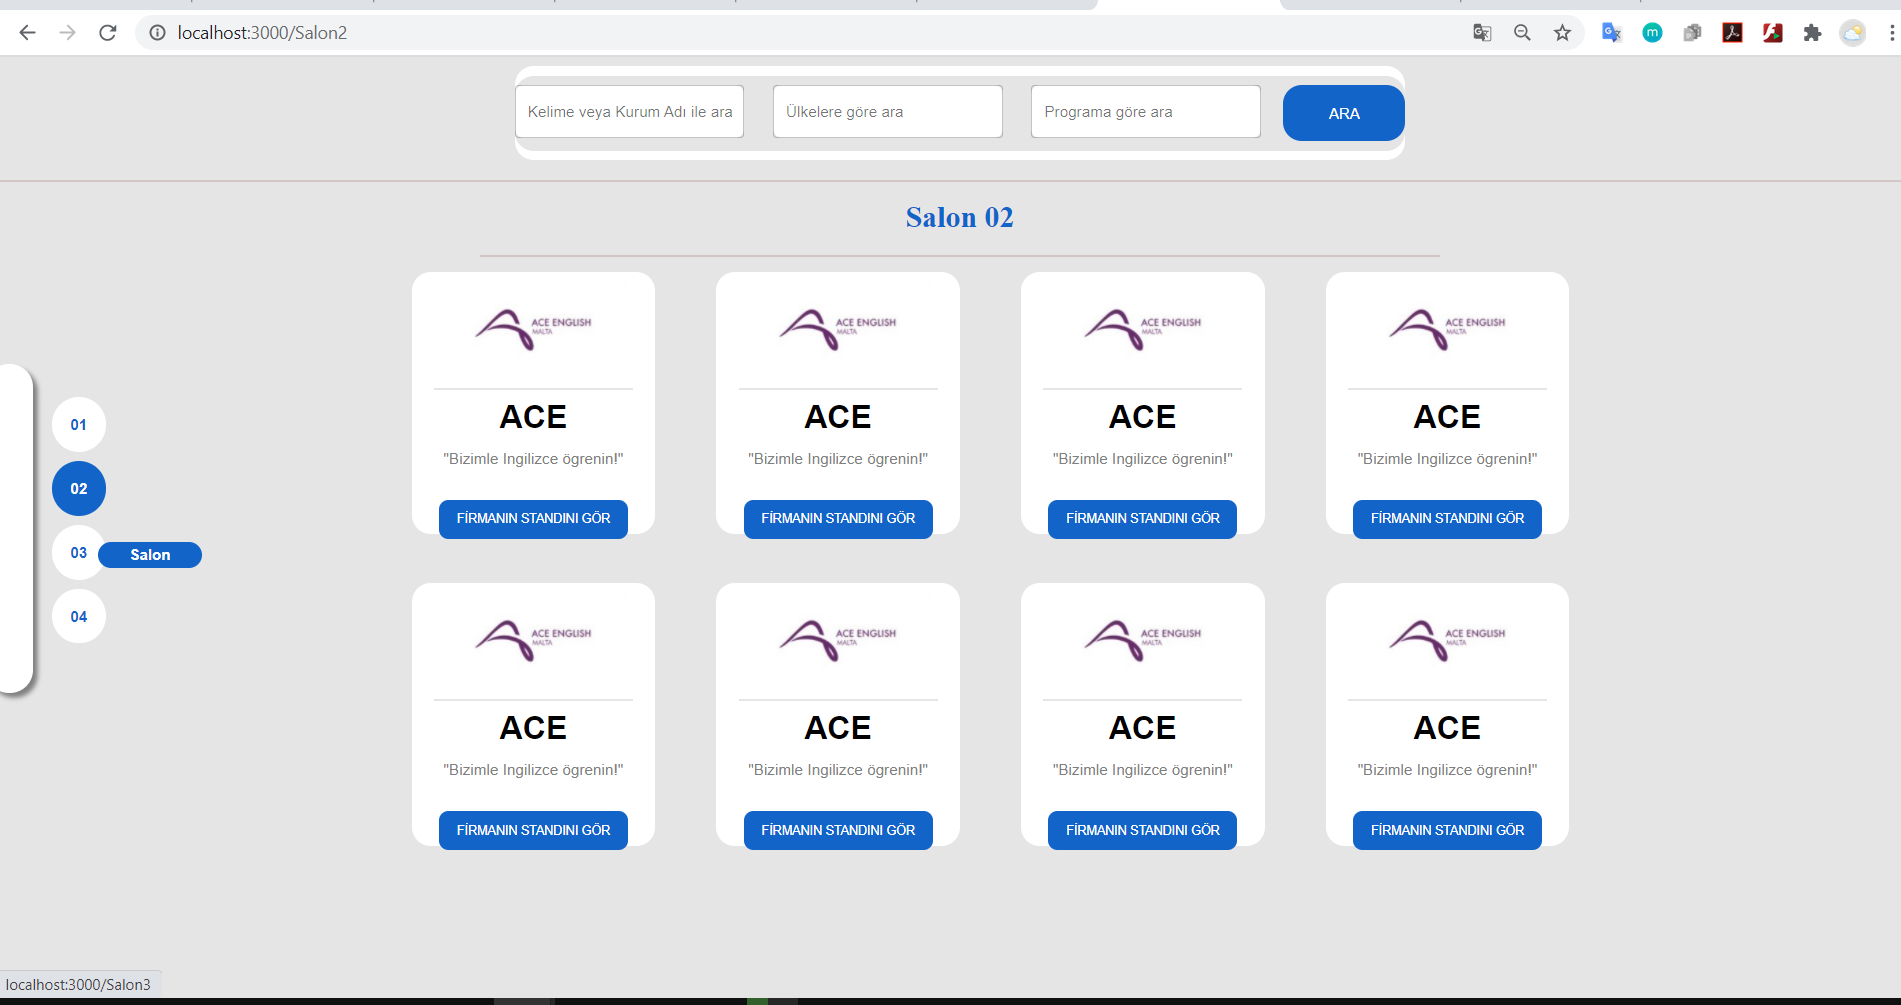 localhost:3000/Salon2
Kelime veya Kurum Adı ile ara
Ülkelere göre ara
Programa göre ara
ARA
Salon 02
01
02
03
Salon
04
ACE ENGLISH
MALTA
ACE
"Bizimle Ingilizce ögrenin!"
FİRMANIN STANDINI GÖR
ACE ENGLISH
MALTA
ACE
"Bizimle Ingilizce ögrenin!"
FİRMANIN STANDINI GÖR
ACE ENGLISH
MALTA
ACE
"Bizimle Ingilizce ögrenin!"
FİRMANIN STANDINI GÖR
ACE ENGLISH
MALTA
ACE
"Bizimle Ingilizce ögrenin!"
FİRMANIN STANDINI GÖR
ACE ENGLISH
MALTA
ACE
"Bizimle Ingilizce ögrenin!"
FİRMANIN STANDINI GÖR
ACE ENGLISH
MALTA
ACE
"Bizimle Ingilizce ögrenin!"
FİRMANIN STANDINI GÖR
ACE ENGLISH
MALTA
ACE
"Bizimle Ingilizce ögrenin!"
FİRMANIN STANDINI GÖR
ACE ENGLISH
MALTA
ACE
"Bizimle Ingilizce ögrenin!"
FİRMANIN STANDINI GÖR
localhost:3000/Salon3